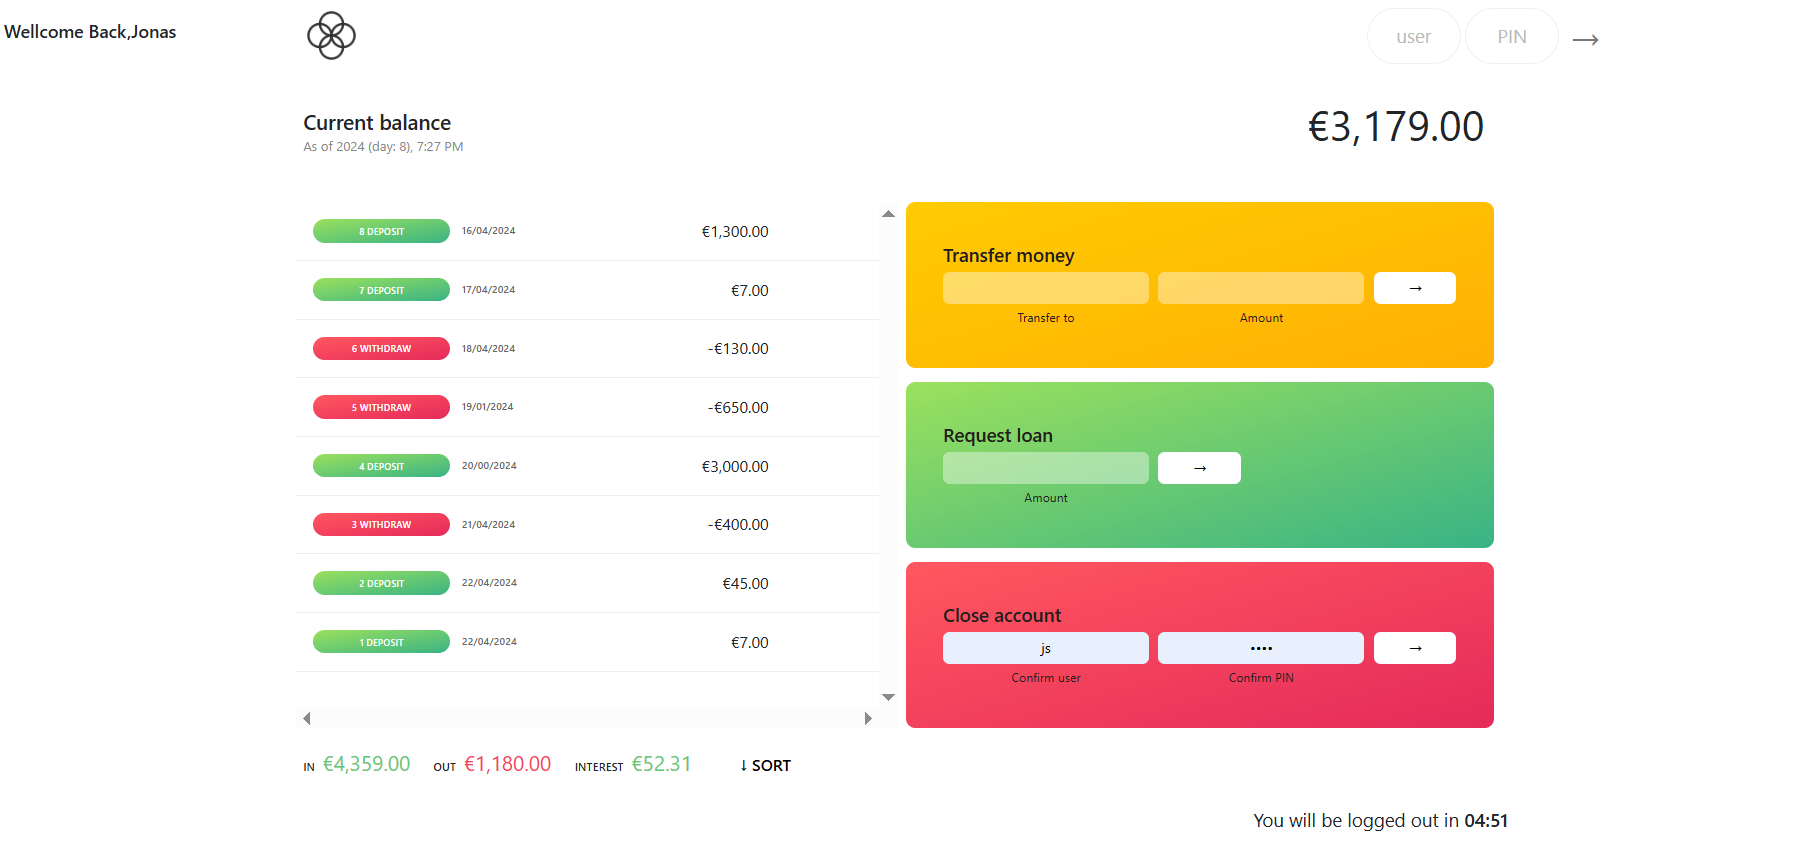 Wellcome Back,Jonas
user PIN →
Current balance
As of 2024 (day: 8), 7:27 PM
€3,179.00
8 DEPOSIT 16/04/2024 €1,300.00
7 DEPOSIT 17/04/2024 €7.00
6 WITHDRAW 18/04/2024 -€130.00
5 WITHDRAW 19/01/2024 -€650.00
4 DEPOSIT 20/00/2024 €3,000.00
3 WITHDRAW 21/04/2024 -€400.00
2 DEPOSIT 22/04/2024 €45.00
1 DEPOSIT 22/04/2024 €7.00
IN €4,359.00 OUT €1,180.00 INTEREST €52.31 ↓ SORT
Transfer money
→
Transfer to Amount
Request loan
→
Amount
Close account
js •••• →
Confirm user Confirm PIN
You will be logged out in 04:51